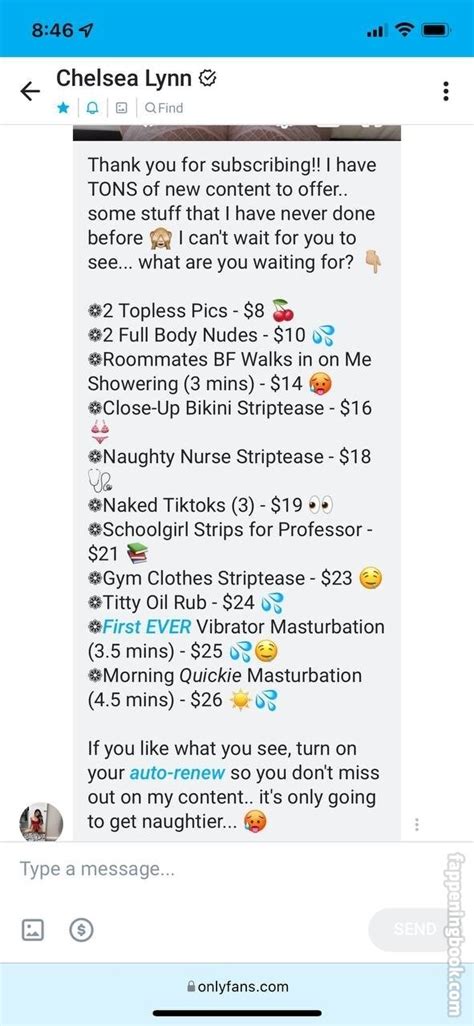 8:46
Chelsea Lynn
Find
Thank you for subscribing!! I have
TONS of new content to offer..
some stuff that I have never done
before 🙈 I can't wait for you to
see... what are you waiting for? 👇🏼
❁2 Topless Pics - $8 🍒
❁2 Full Body Nudes - $10 💦
❁Roommates BF Walks in on Me
Showering (3 mins) - $14 🥵
❁Close-Up Bikini Striptease - $16
👙
❁Naughty Nurse Striptease - $18
🩺
❁Naked Tiktoks (3) - $19 👀
❁Schoolgirl Strips for Professor -
$21 📚
❁Gym Clothes Striptease - $23 🤤
❁Titty Oil Rub - $24 💦
❁First EVER Vibrator Masturbation
(3.5 mins) - $25 💦🤤
❁Morning Quickie Masturbation
(4.5 mins) - $26 ☀️💦
If you like what you see, turn on
your auto-renew so you don't miss
out on my content.. it's only going
to get naughtier... 🥵
Type a message...
SEND
onlyfans.com
fappeningbook.com